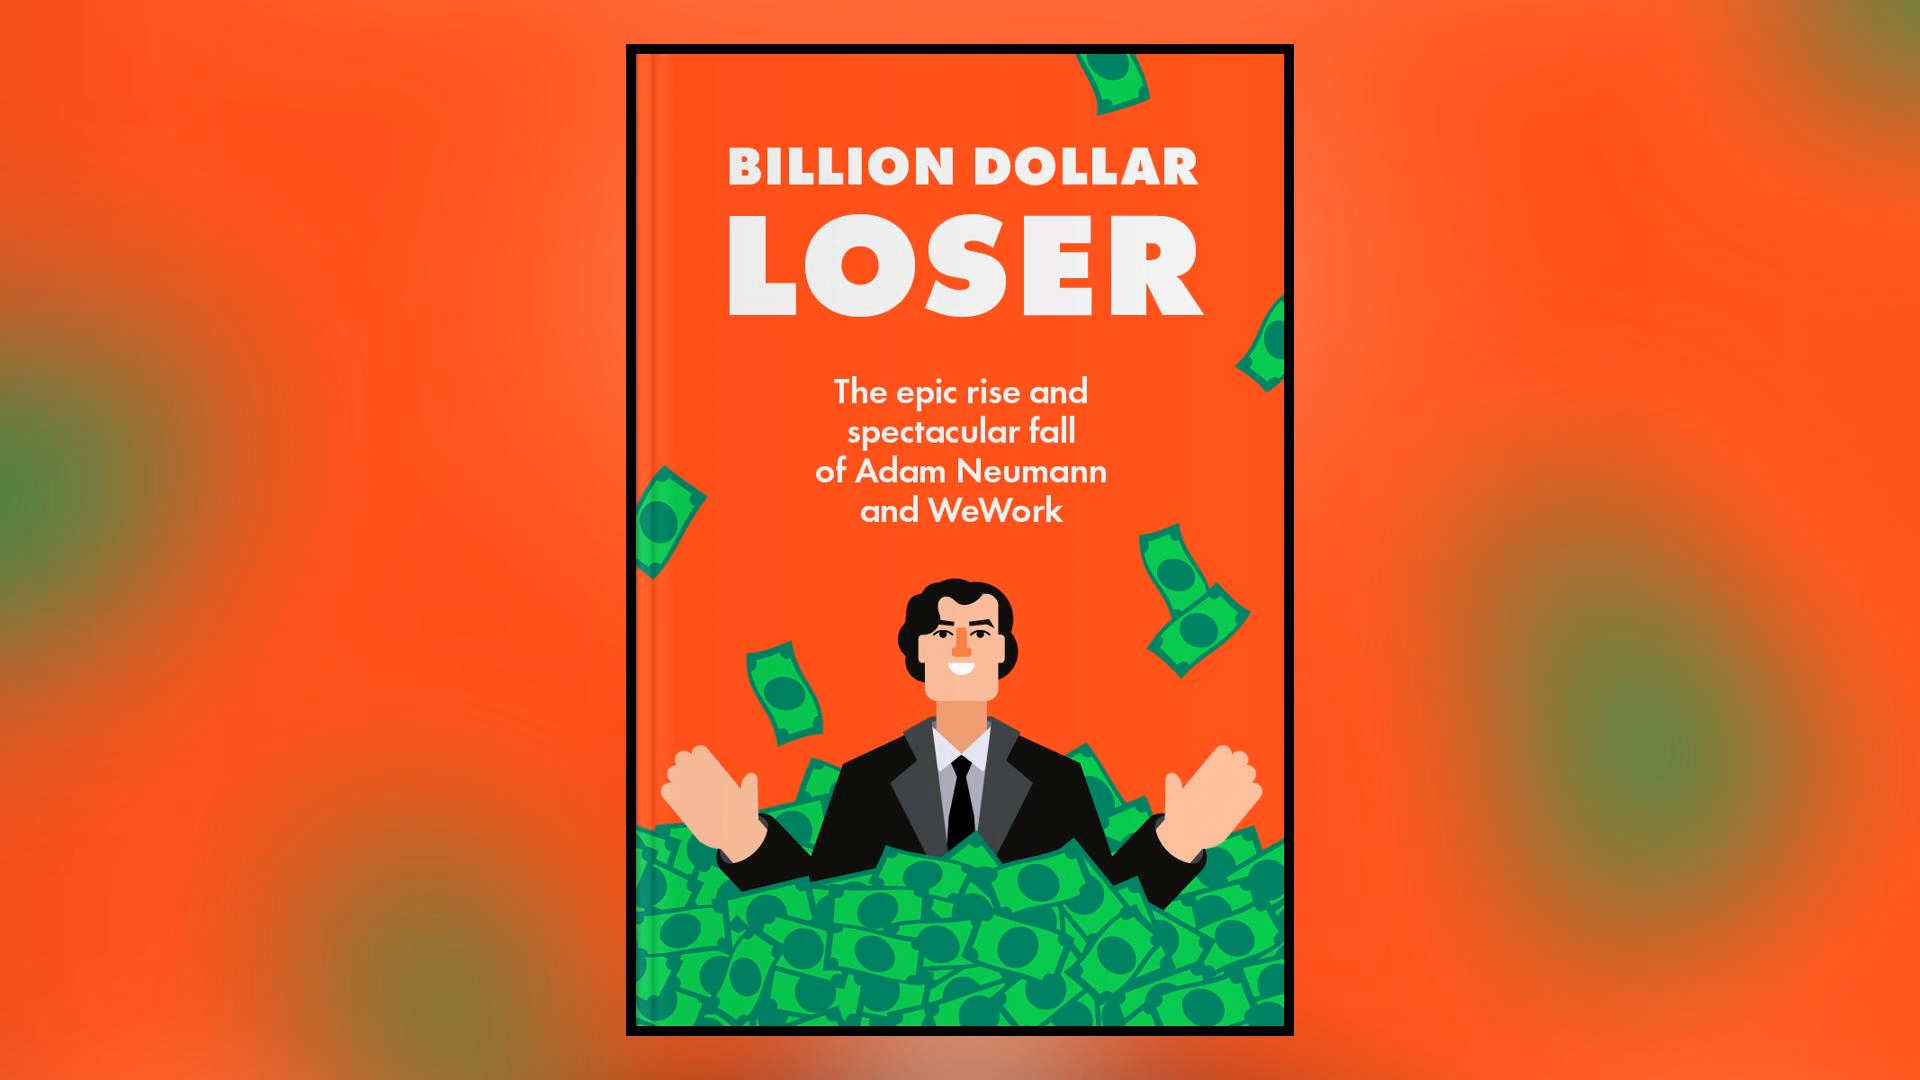 BILLION DOLLAR
LOSER
The epic rise and
spectacular fall
of Adam Neumann
and WeWork